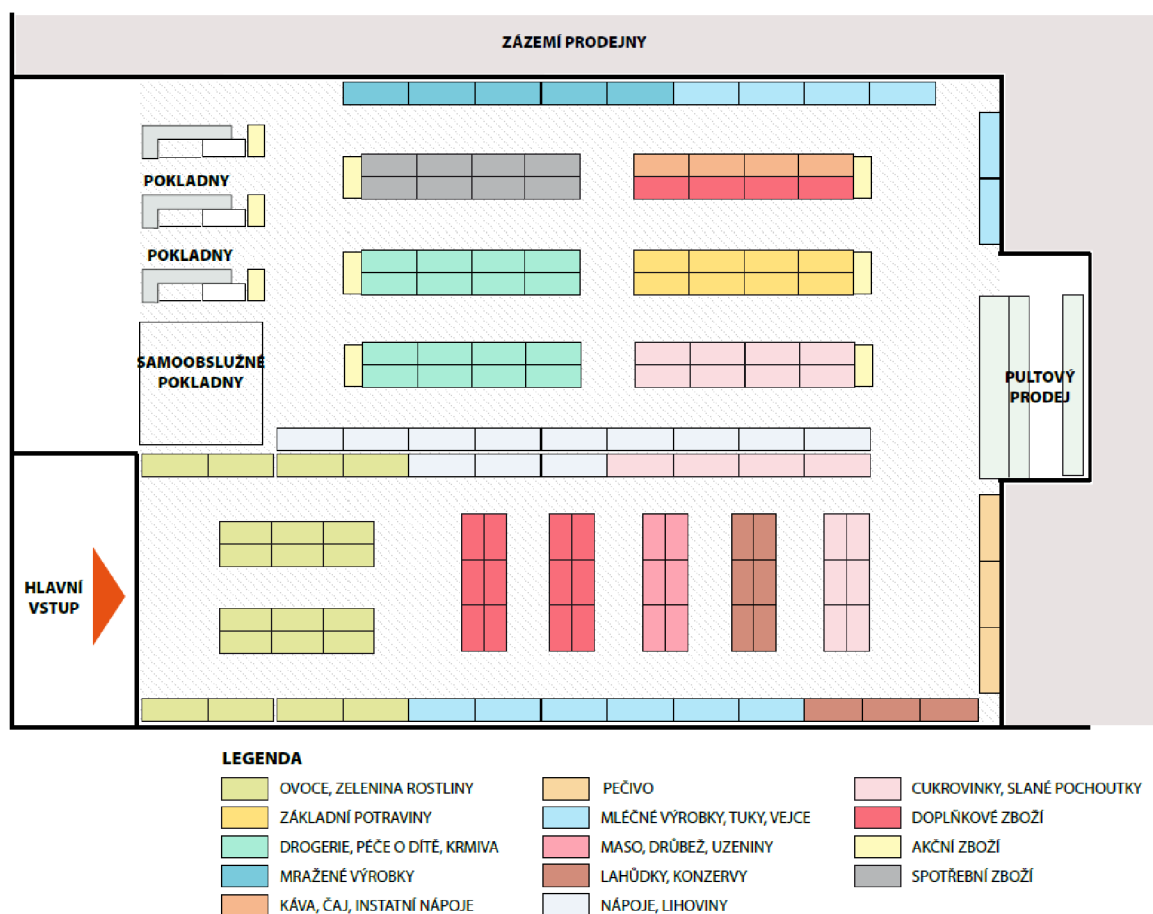 ZÁZEMÍ PRODEJNY
POKLADNY
POKLADNY
SAMOOBSLUŽNÉ
POKLADNY
PULTOVÝ
PRODEJ
HLAVNÍ
VSTUP
LEGENDA
OVOCE, ZELENINA ROSTLINY
ZÁKLADNÍ POTRAVINY
DROGERIE, PÉČE O DÍTĚ, KRMIVA
MRAŽENÉ VÝROBKY
KÁVA, ČAJ, INSTATNÍ NÁPOJE
PEČIVO
MLÉČNÉ VÝROBKY, TUKY, VEJCE
MASO, DRŮBEŽ, UZENINY
LAHŮDKY, KONZERVY
NÁPOJE, LIHOVINY
CUKROVINKY, SLANÉ POCHOUTKY
DOPLŇKOVÉ ZBOŽÍ
AKČNÍ ZBOŽÍ
SPOTŘEBNÍ ZBOŽÍ